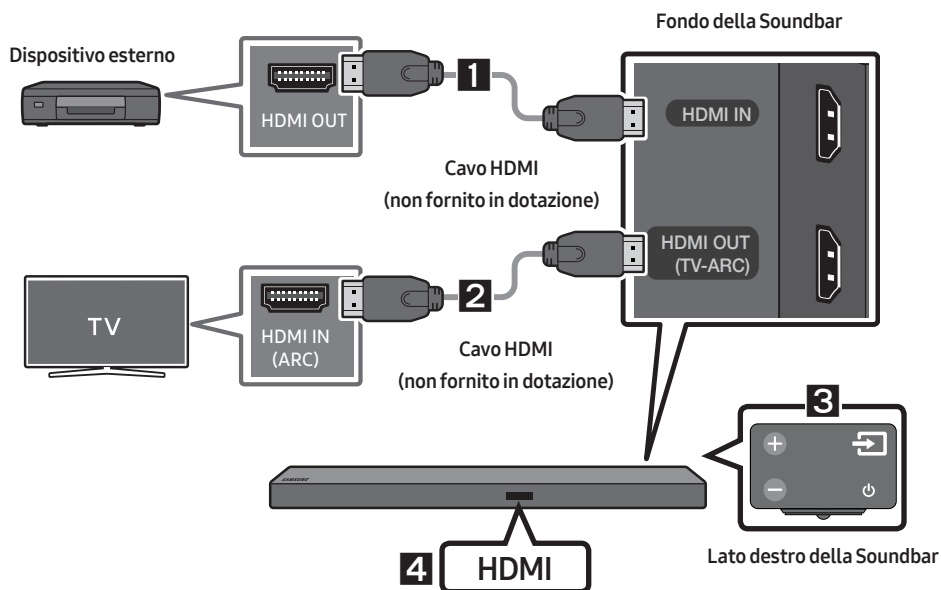 Fondo della Soundbar
Dispositivo esterno
HDMI OUT
1
HDMI IN
Cavo HDMI
(non fornito in dotazione)
HDMI OUT
(TV-ARC)
TV
HDMI IN
(ARC)
2
Cavo HDMI
(non fornito in dotazione)
3
+
-
SAMSUNG
4
HDMI
Lato destro della Soundbar